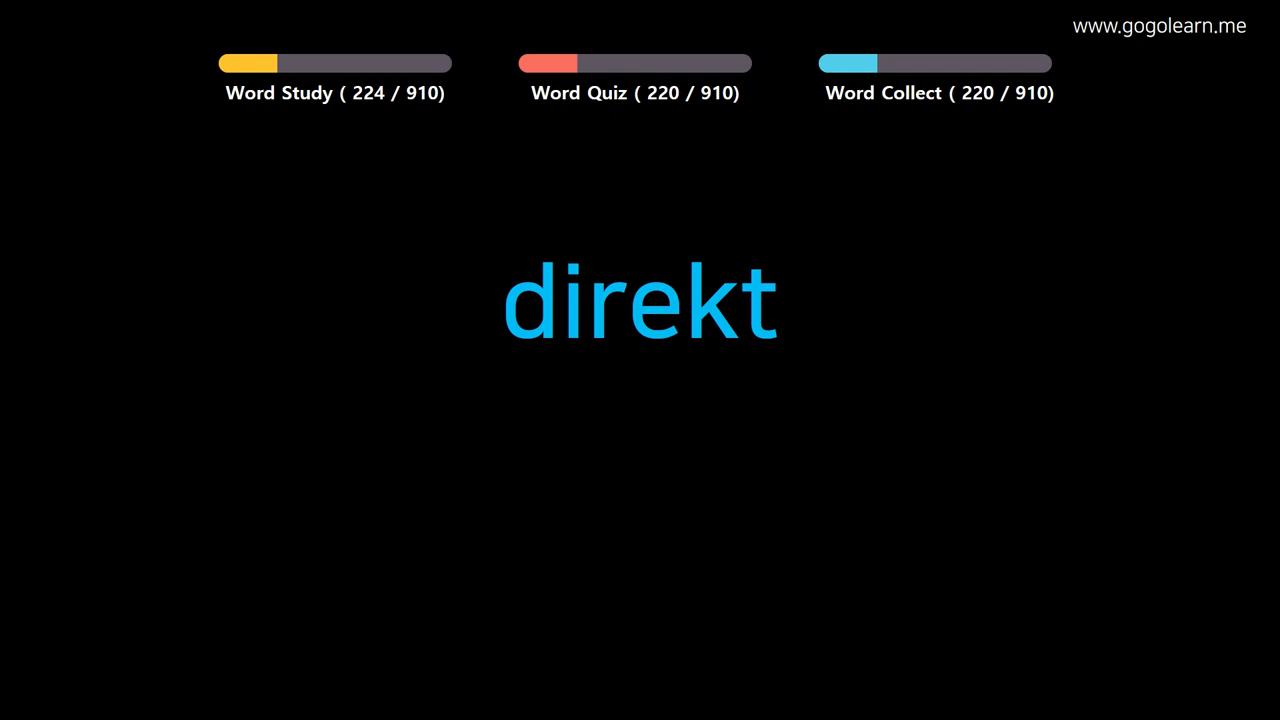 www.gogolearn.me
Word Study ( 224 / 910)
Word Quiz ( 220 / 910)
Word Collect ( 220 / 910)
direkt